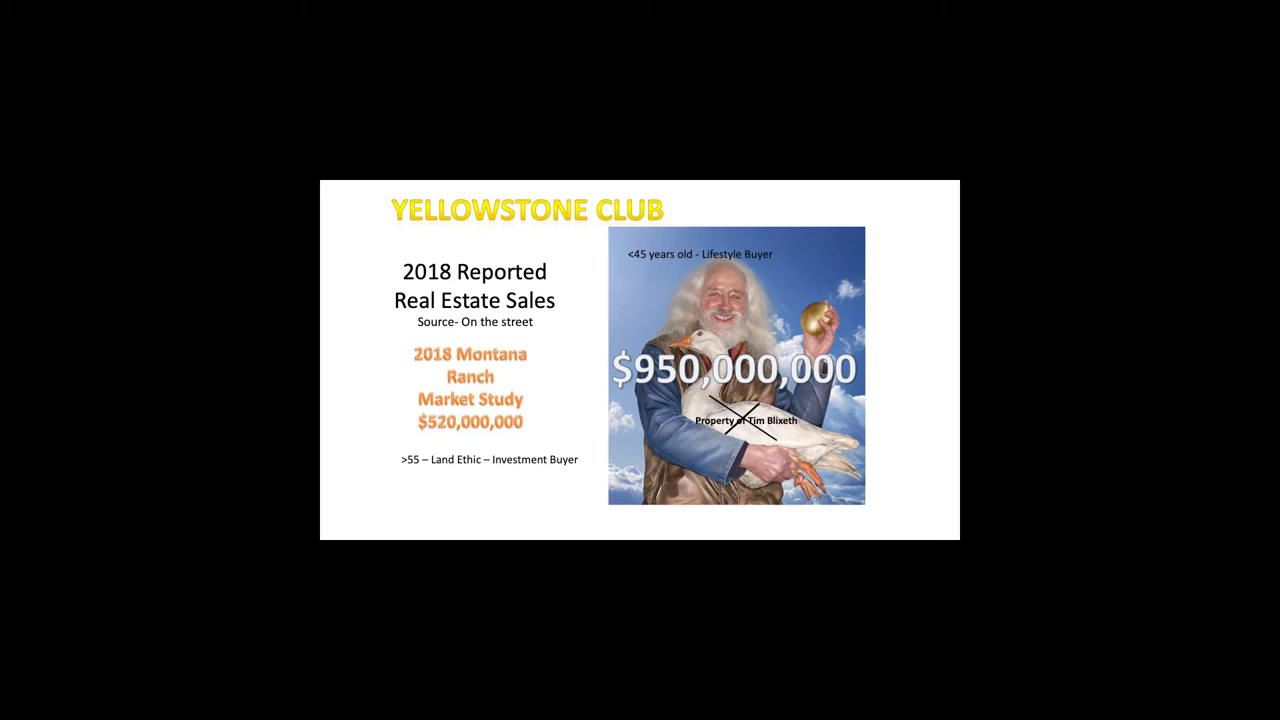 YELLOWSTONE CLUB
2018 Reported
Real Estate Sales
Source- On the street
2018 Montana
Ranch
Market Study
$520,000,000
>55 – Land Ethic – Investment Buyer
<45 years old - Lifestyle Buyer
$950,000,000
Property of Tim Blixeth